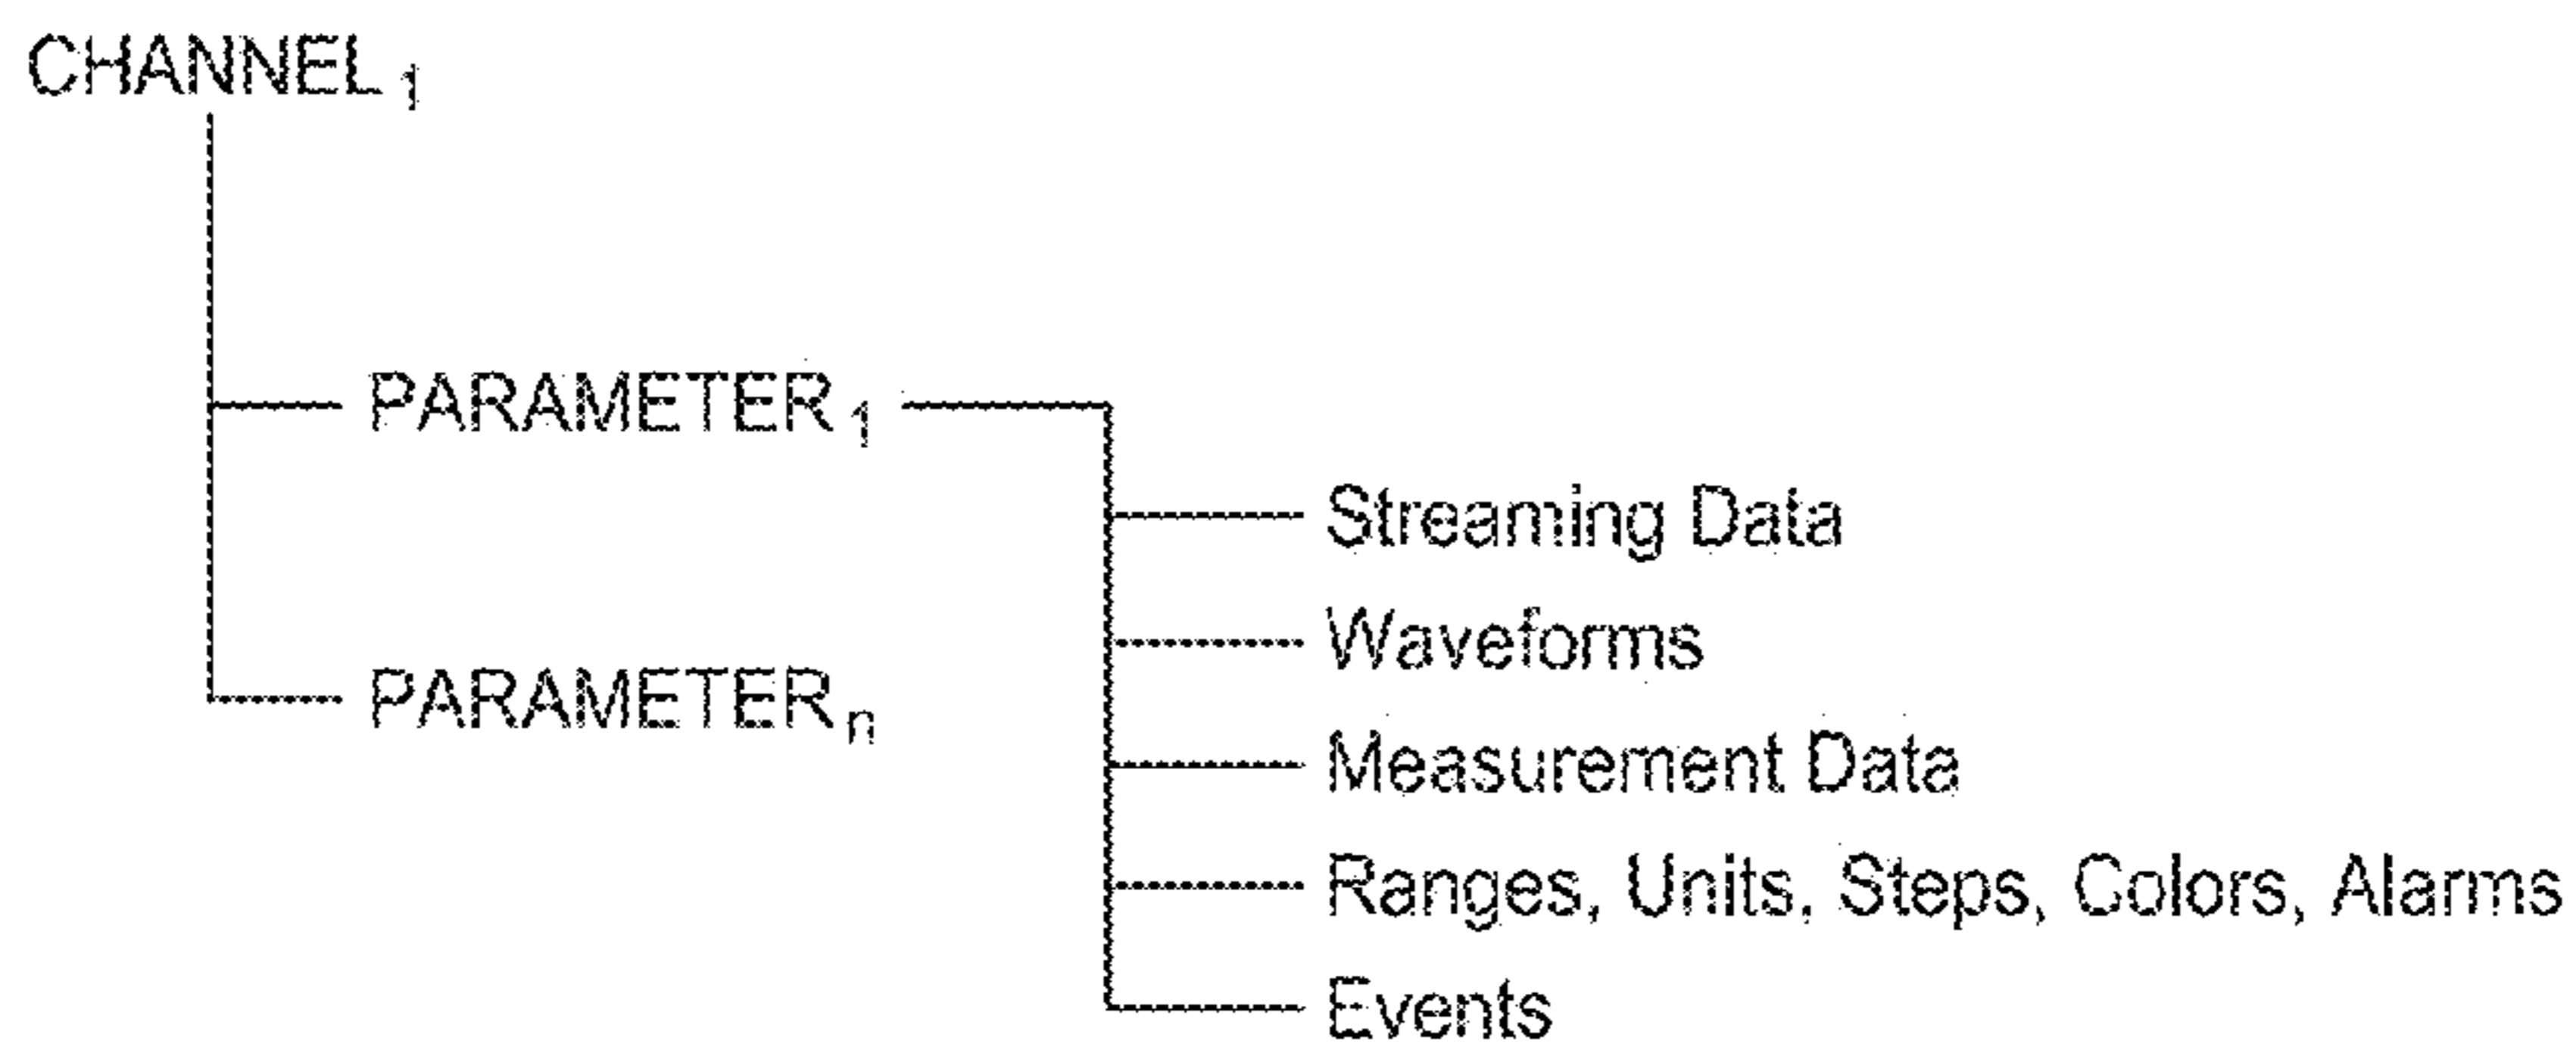 CHANNEL 1
PARAMETER 1
Streaming Data
Waveforms
PARAMETER n
Measurement Data
Ranges, Units, Steps, Colors, Alarms
Events